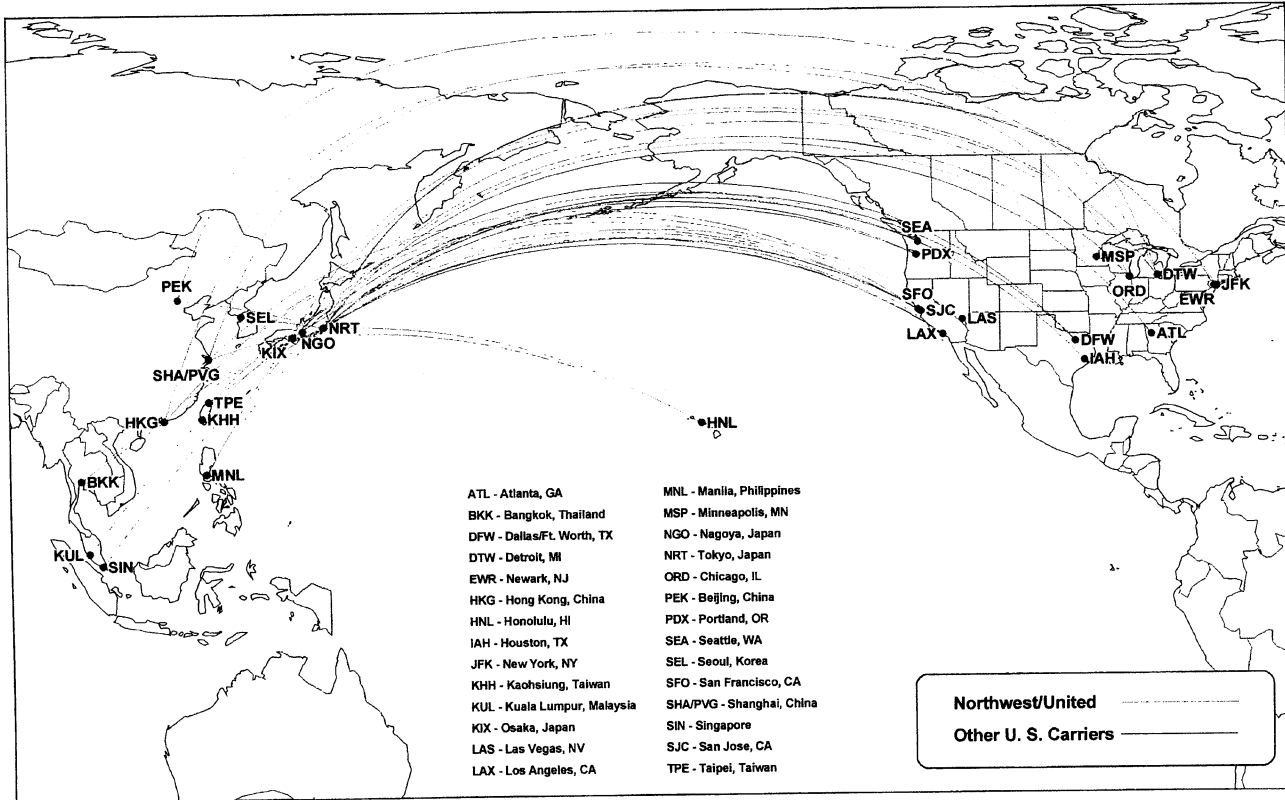 SEA
PDX
MSP
PEK
DTW
ORD
JFK
EWR
SFO
SEL
SJC
LAS
NRT
NGO
KIX
LAX
DFW
ATL
IAH
SHA/PVG
TPE
HKG
KHH
HNL
MNL
BKK
KUL
SIN
ATL - Atlanta, GA
BKK - Bangkok, Thailand
DFW - Dallas/Ft. Worth, TX
DTW - Detroit, MI
EWR - Newark, NJ
HKG - Hong Kong, China
HNL - Honolulu, HI
IAH - Houston, TX
JFK - New York, NY
KHH - Kaohsiung, Taiwan
KUL - Kuala Lumpur, Malaysia
KIX - Osaka, Japan
LAS - Las Vegas, NV
LAX - Los Angeles, CA
MNL - Manila, Philippines
MSP - Minneapolis, MN
NGO - Nagoya, Japan
NRT - Tokyo, Japan
ORD - Chicago, IL
PEK - Beijing, China
PDX - Portland, OR
SEA - Seattle, WA
SEL - Seoul, Korea
SFO - San Francisco, CA
SHA/PVG - Shanghai, China
SIN - Singapore
SJC - San Jose, CA
TPE - Taipei, Taiwan
Northwest/United
Other U. S. Carriers